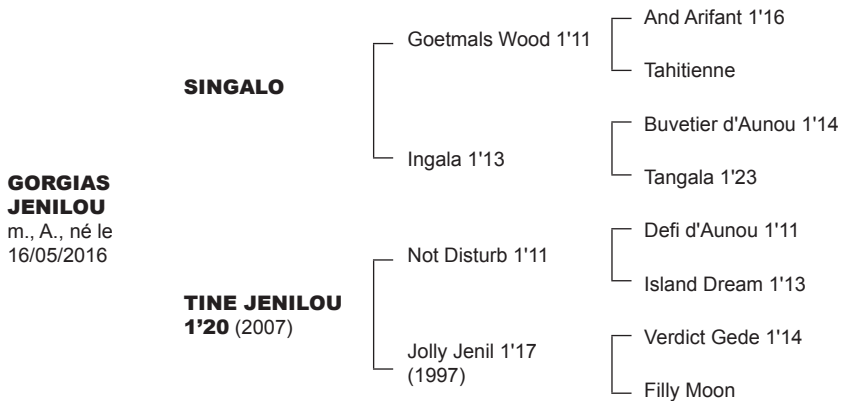 GORGIAS
JENILOU
m., A., né le
16/05/2016
SINGALO
TINE JENILOU
1’20 (2007)
Goetmals Wood 1'11
Ingala 1'13
Not Disturb 1'11
Jolly Jenil 1'17
(1997)
And Arifant 1'16
Tahitienne
Buvetier d'Aunou 1'14
Tangala 1'23
Defi d'Aunou 1'11
Island Dream 1'13
Verdict Gede 1'14
Filly Moon